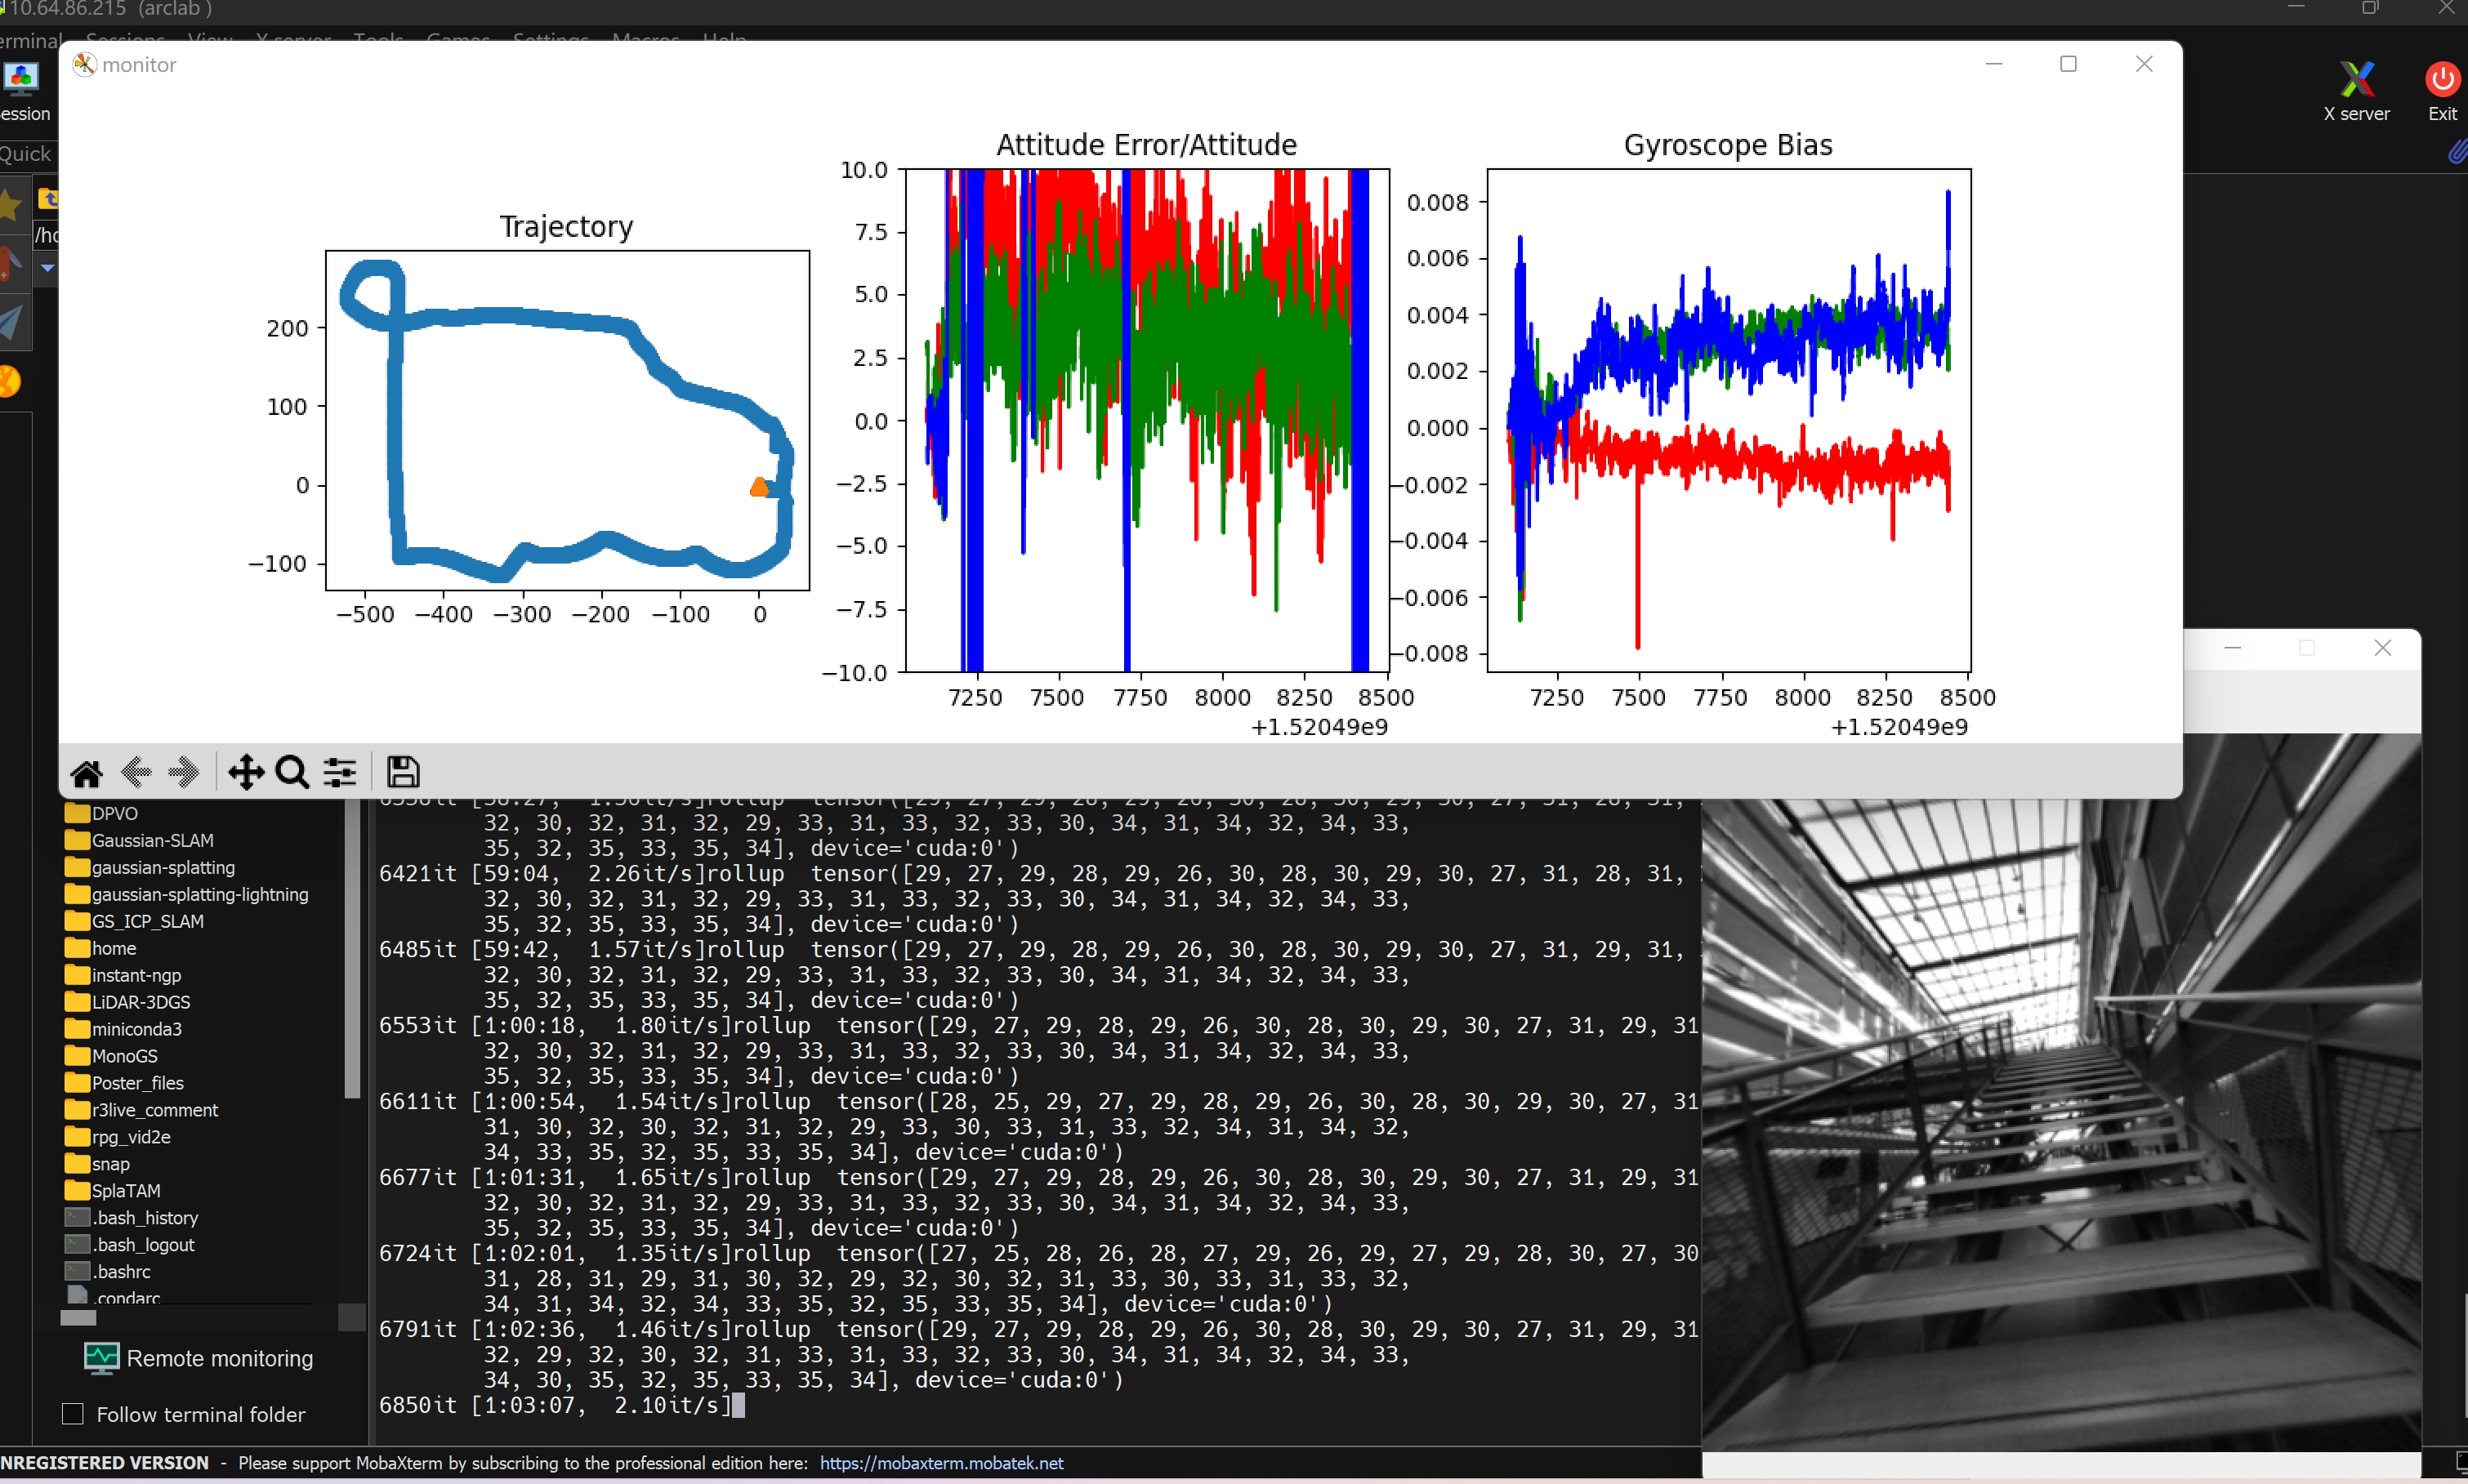 10.64.86.215 (arclab )
Sessions View X server Tools Games Settings Macros Help
monitor
X server
Exit
Quick
Attitude Error/Attitude
Gyroscope Bias
Trajectory
200
100
0
−100
−500 −400 −300 −200 −100 0
10.0
7.5
5.0
2.5
0.0
−2.5
−5.0
−7.5
−10.0
7250 7500 7750 8000 8250 8500
+1.52049e9
0.008
0.006
0.004
0.002
0.000
−0.002
−0.004
−0.006
−0.008
7250 7500 7750 8000 8250 8500
+1.52049e9
DPVO
Gaussian-SLAM
gaussian-splatting
gaussian-splatting-lightning
GS_ICP_SLAM
home
instant-ngp
LiDAR-3DGS
miniconda3
MonoGS
Poster_files
r3live_comment
rpg_vid2e
snap
SplaTAM
.bash_history
.bash_logout
.bashrc
.condarc
Remote monitoring
Follow terminal folder
32, 30, 32, 31, 32, 29, 33, 31, 33, 32, 33, 30, 34, 31, 34, 32, 34, 33,
35, 32, 35, 33, 35, 34], device='cuda:0')
6421it [59:04, 2.26it/s]rollup tensor([29, 27, 29, 28, 29, 26, 30, 28, 30, 29, 30, 27, 31, 28, 31,
32, 30, 32, 31, 32, 29, 33, 31, 33, 32, 33, 30, 34, 31, 34, 32, 34, 33,
35, 32, 35, 33, 35, 34], device='cuda:0')
6485it [59:42, 1.57it/s]rollup tensor([29, 27, 29, 28, 29, 26, 30, 28, 30, 29, 30, 27, 31, 29, 31,
32, 30, 32, 31, 32, 29, 33, 31, 33, 32, 33, 30, 34, 31, 34, 32, 34, 33,
35, 32, 35, 33, 35, 34], device='cuda:0')
6553it [1:00:18, 1.80it/s]rollup tensor([29, 27, 29, 28, 29, 26, 30, 28, 30, 29, 30, 27, 31, 29, 31
32, 30, 32, 31, 32, 29, 33, 31, 33, 32, 33, 30, 34, 31, 34, 32, 34, 33,
35, 32, 35, 33, 35, 34], device='cuda:0')
6611it [1:00:54, 1.54it/s]rollup tensor([28, 25, 29, 27, 29, 28, 29, 26, 30, 28, 30, 29, 30, 27, 31
31, 30, 32, 30, 32, 31, 32, 29, 33, 30, 33, 31, 33, 32, 34, 31, 34, 32,
34, 33, 35, 32, 35, 33, 35, 34], device='cuda:0')
6677it [1:01:31, 1.65it/s]rollup tensor([29, 27, 29, 28, 29, 26, 30, 28, 30, 29, 30, 27, 31, 29, 31
32, 30, 32, 31, 32, 29, 33, 31, 33, 32, 33, 30, 34, 31, 34, 32, 34, 33,
35, 32, 35, 33, 35, 34], device='cuda:0')
6724it [1:02:01, 1.35it/s]rollup tensor([27, 25, 28, 26, 28, 27, 29, 26, 29, 27, 29, 28, 30, 27, 30
31, 28, 31, 29, 31, 30, 32, 29, 32, 30, 32, 31, 33, 30, 33, 31, 33, 32,
34, 31, 34, 32, 34, 33, 35, 32, 35, 33, 35, 34], device='cuda:0')
6791it [1:02:36, 1.46it/s]rollup tensor([29, 27, 29, 28, 29, 26, 30, 28, 30, 29, 30, 27, 31, 29, 31
32, 29, 32, 30, 32, 31, 33, 31, 33, 32, 33, 30, 34, 31, 34, 32, 34, 33,
34, 30, 35, 32, 35, 33, 35, 34], device='cuda:0')
6850it [1:03:07, 2.10it/s]
NREGISTERED VERSION - Please support MobaXterm by subscribing to the professional edition here: https://mobaxterm.mobatek.net